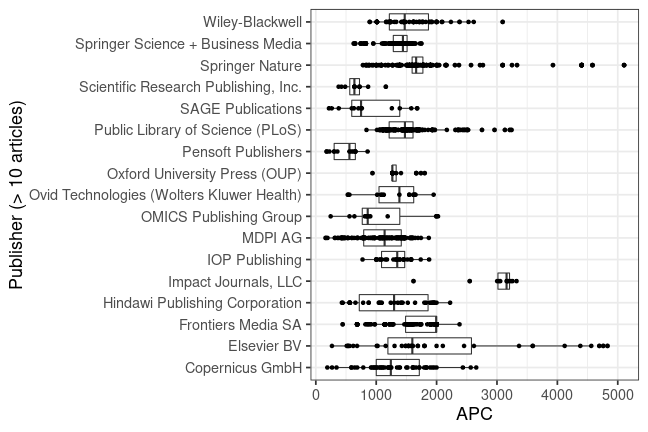 Publisher (> 10 articles)
Wiley-Blackwell
Springer Science + Business Media
Springer Nature
Scientific Research Publishing, Inc.
SAGE Publications
Public Library of Science (PLoS)
Pensoft Publishers
Oxford University Press (OUP)
Ovid Technologies (Wolters Kluwer Health)
OMICS Publishing Group
MDPI AG
IOP Publishing
Impact Journals, LLC
Hindawi Publishing Corporation
Frontiers Media SA
Elsevier BV
Copernicus GmbH
0 1000 2000 3000 4000 5000
APC